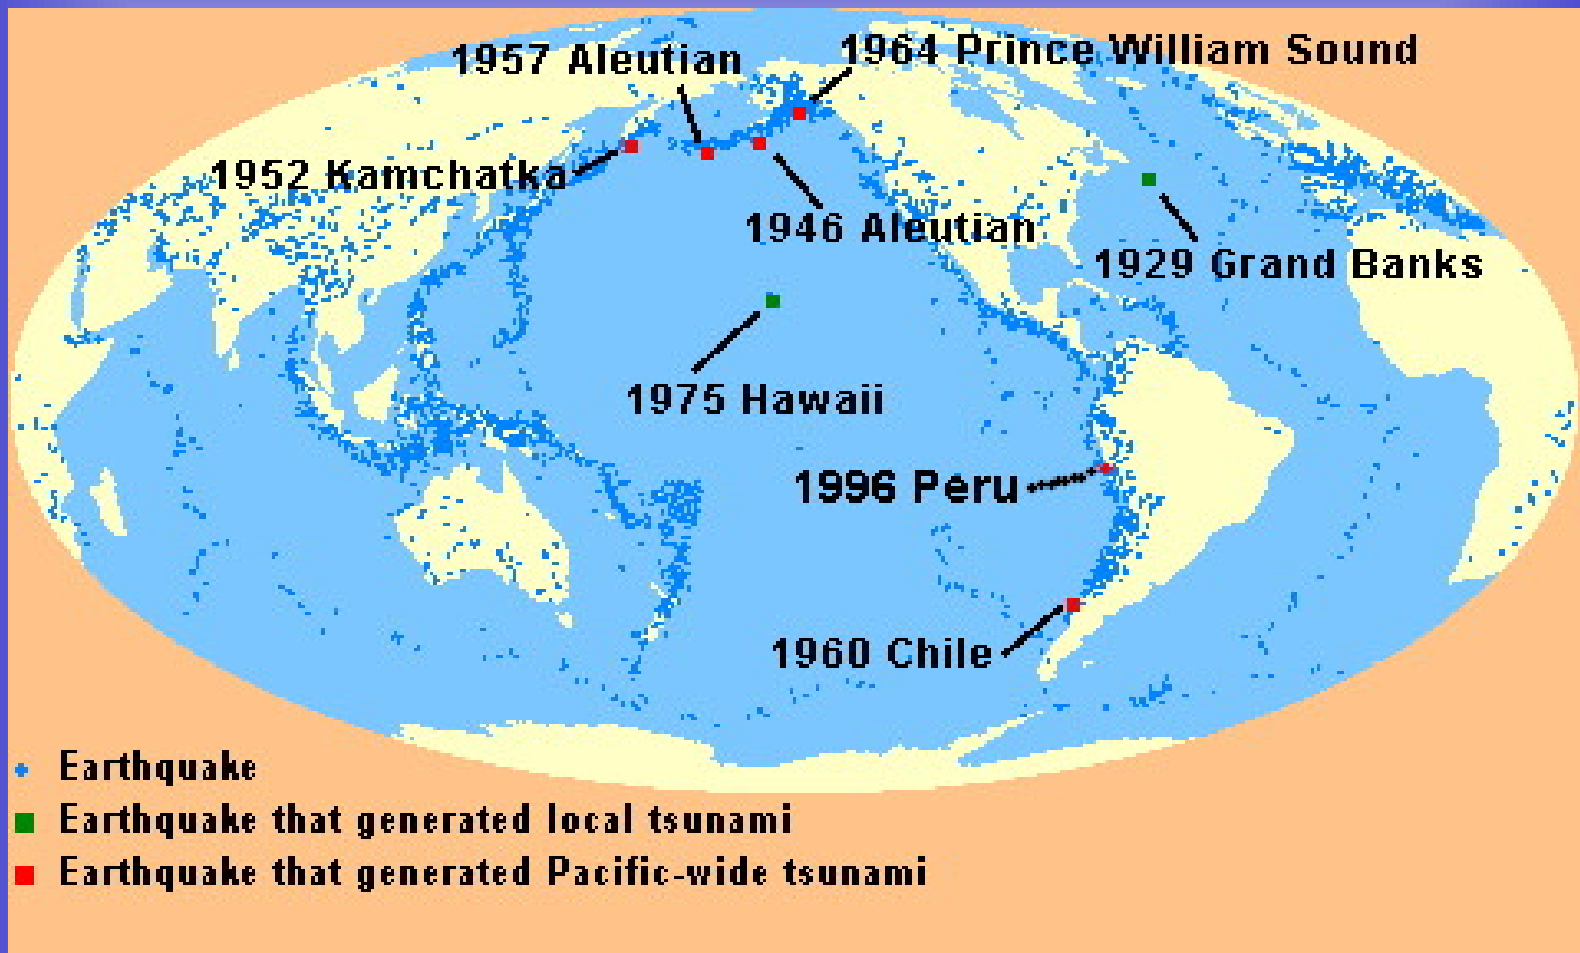 1964 Prince William Sound
1957 Aleutian
1952 Kamchatka
1946 Aleutian
1929 Grand Banks
1975 Hawaii
1996 Peru
1960 Chile
Earthquake
Earthquake that generated local tsunami
Earthquake that generated Pacific-wide tsunami